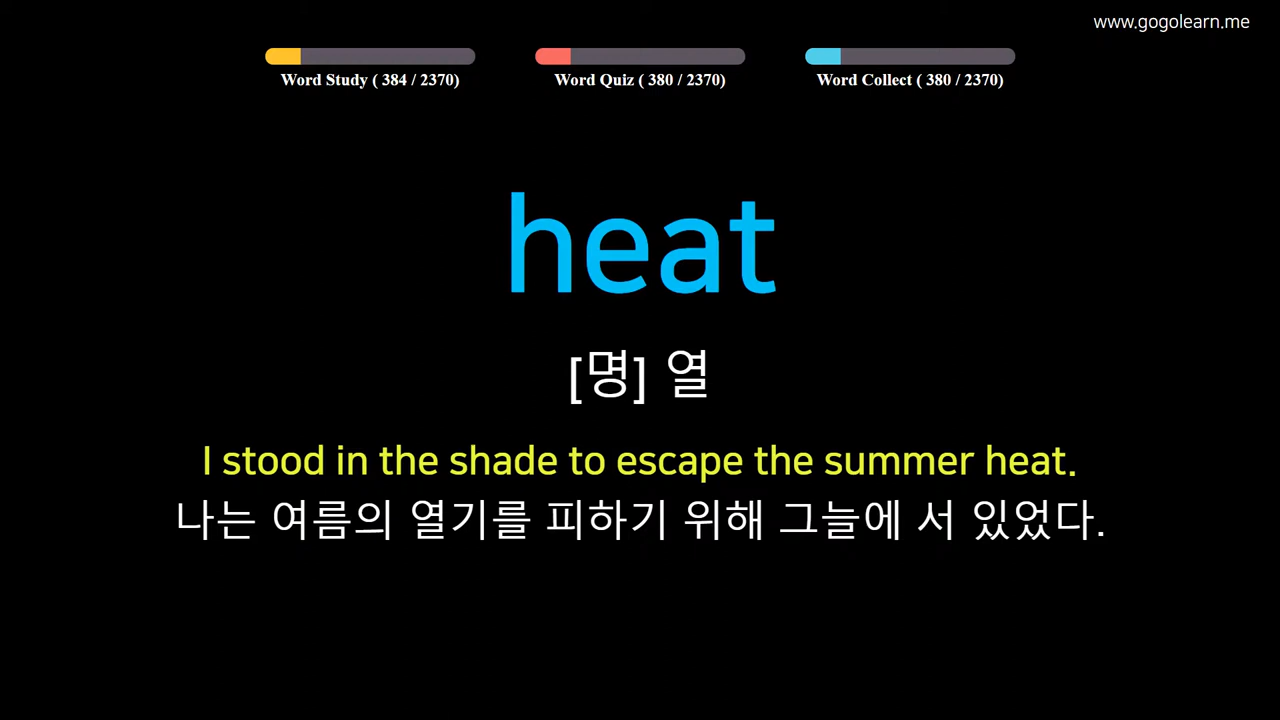 www.gogolearn.me
Word Study ( 384 / 2370)
Word Quiz ( 380 / 2370)
Word Collect ( 380 / 2370)
heat
[명] 열
I stood in the shade to escape the summer heat.
나는 여름의 열기를 피하기 위해 그늘에 서 있었다.